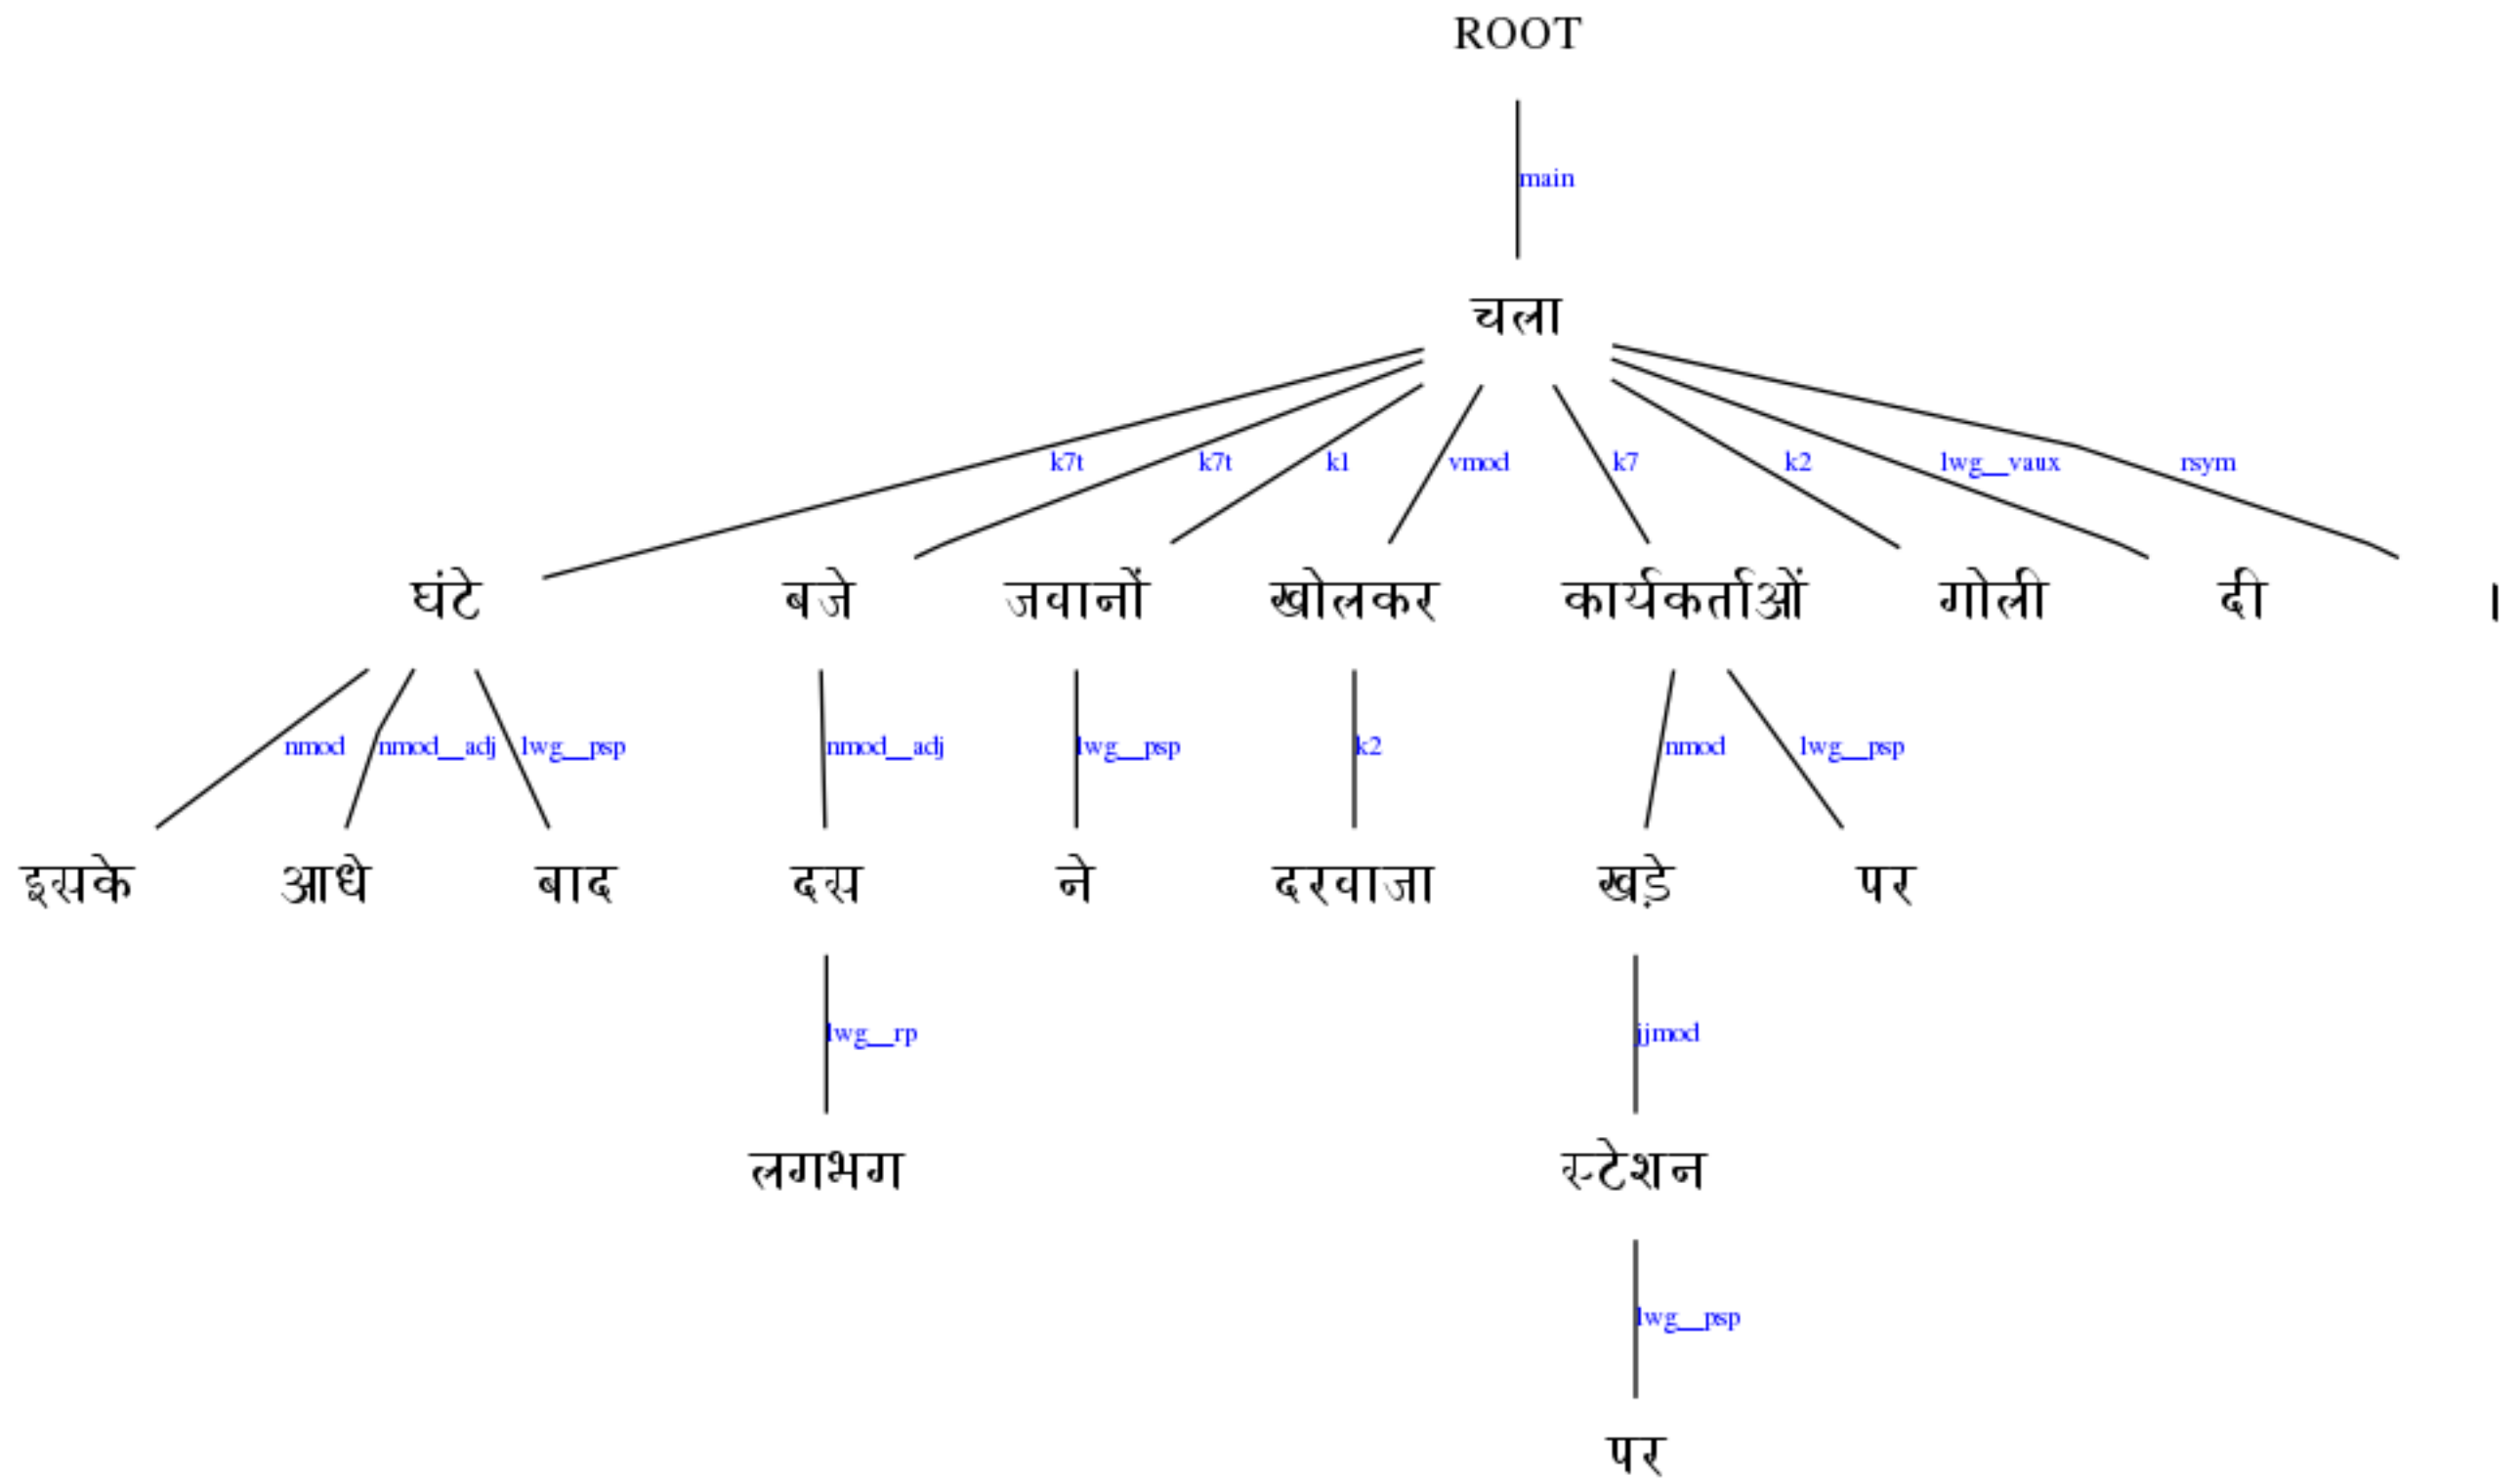 ROOT
main
चला
k7t k7t k1 vmod k7 k2 lwg__vaux rsym
घंटे बजे जवानों खोलकर कार्यकर्ताओं गोली दी ।
nmod nmod__adj lwg__psp nmod__adj lwg__psp k2 nmod lwg__psp
इसके आधे बाद दस ने दरवाजा खड़े पर
lwg__rp jjmod
लगभग स्टेशन
lwg__psp
पर